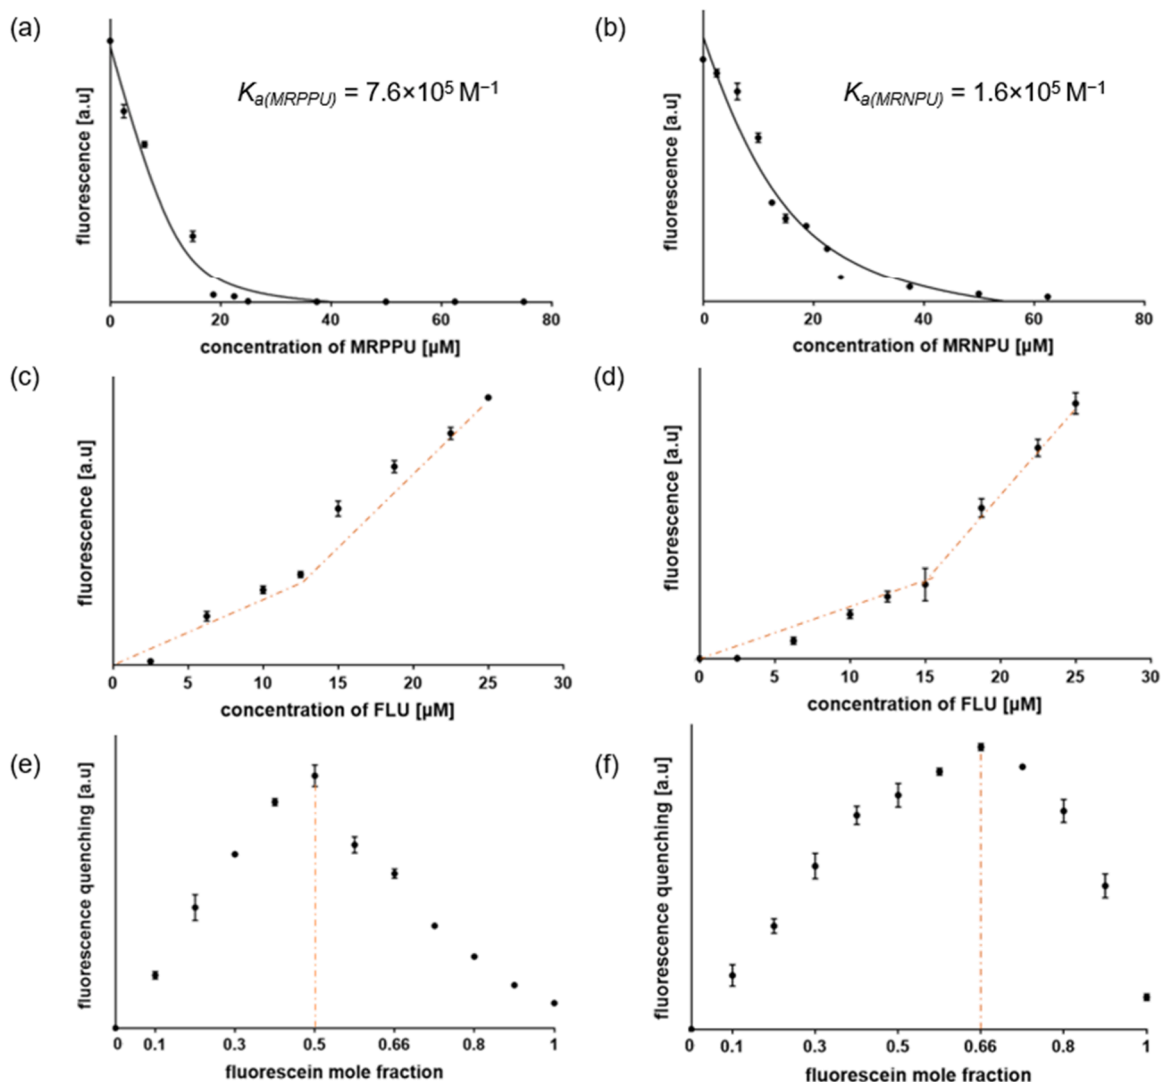 (a)
fluorescence [a.u]
K_a(MRPPU) = 7.6×10⁵ M⁻¹
0 20 40 60 80
concentration of MRPPU [µM]
(b)
fluorescence [a.u]
K_a(MRNPU) = 1.6×10⁵ M⁻¹
0 20 40 60 80
concentration of MRNPU [µM]
(c)
fluorescence [a.u]
0 5 10 15 20 25 30
concentration of FLU [µM]
(d)
fluorescence [a.u]
0 5 10 15 20 25 30
concentration of FLU [µM]
(e)
fluorescence quenching [a.u]
0 0.1 0.3 0.5 0.66 0.8 1
fluorescein mole fraction
(f)
fluorescence quenching [a.u]
0 0.1 0.3 0.5 0.66 0.8 1
fluorescein mole fraction